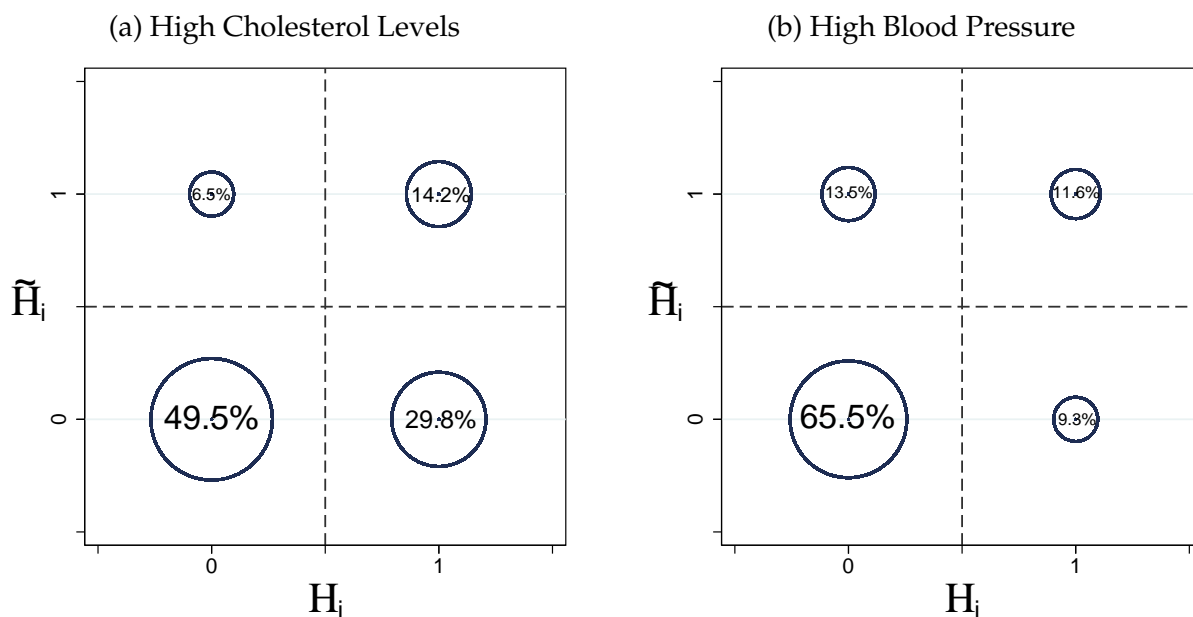 (a) High Cholesterol Levels
(b) High Blood Pressure
1
6.5%
14.2%
H̃i
0
49.5%
29.8%
0
1
Hi
1
13.5%
11.6%
H̃i
0
65.5%
9.3%
0
1
Hi